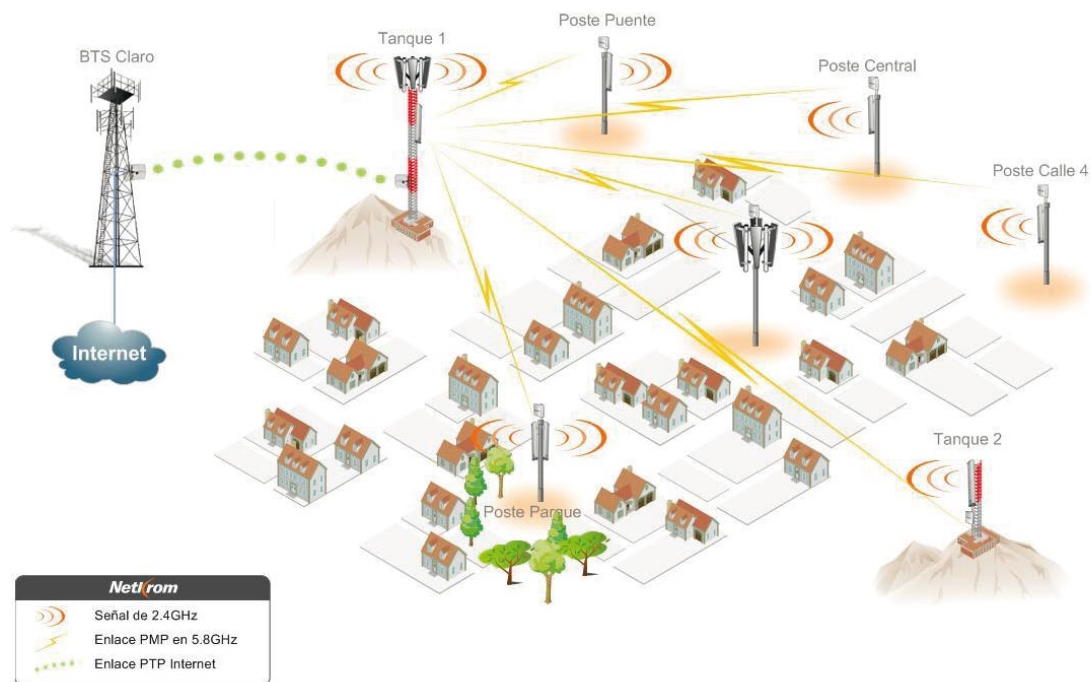 Poste Puente
Tanque 1
BTS Claro
Poste Central
Poste Calle 4
Internet
Tanque 2
Poste Parque
Netkrom
Señal de 2.4GHz
Enlace PMP en 5.8GHz
Enlace PTP Internet